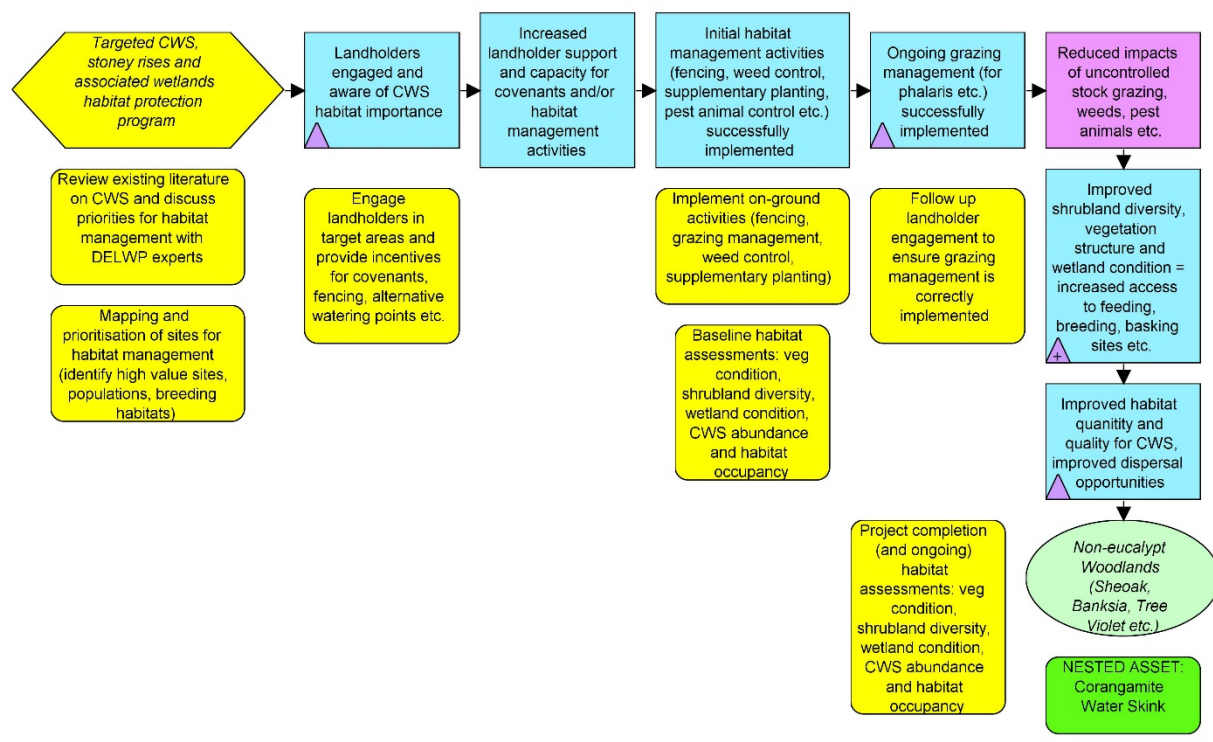 Targeted CWS,
stoney rises and
associated wetlands
habitat protection
program
Landholders
engaged and
aware of CWS
habitat importance
Increased
landholder support
and capacity for
covenants and/or
habitat
management
activities
Initial habitat
management activities
(fencing, weed control,
supplementary planting,
pest animal control etc.)
successfully
implemented
Ongoing grazing
management (for
phalaris etc.)
successfully
implemented
Reduced impacts
of uncontrolled
stock grazing,
weeds, pest
animals etc.
Review existing literature
on CWS and discuss
priorities for habitat
management with
DELWP experts
Mapping and
prioritisation of sites for
habitat management
(identify high value sites,
populations, breeding
habitats)
Engage
landholders in
target areas and
provide incentives
for covenants,
fencing, alternative
watering points etc.
Implement on-ground
activities (fencing,
grazing management,
weed control,
supplementary planting)
Baseline habitat
assessments: veg
condition,
shrubland diversity,
wetland condition,
CWS abundance
and habitat
occupancy
Follow up
landholder
engagement to
ensure grazing
management is
correctly
implemented
Improved
shrubland diversity,
vegetation
structure and
wetland condition =
increased access
to feeding,
breeding, basking
sites etc.
+
Improved habitat
quanitity and
quality for CWS,
improved dispersal
opportunities
Project completion
(and ongoing)
habitat
assessments: veg
condition,
shrubland diversity,
wetland condition,
CWS abundance
and habitat
occupancy
Non-eucalypt
Woodlands
(Sheoak,
Banksia, Tree
Violet etc.)
NESTED ASSET:
Corangamite
Water Skink